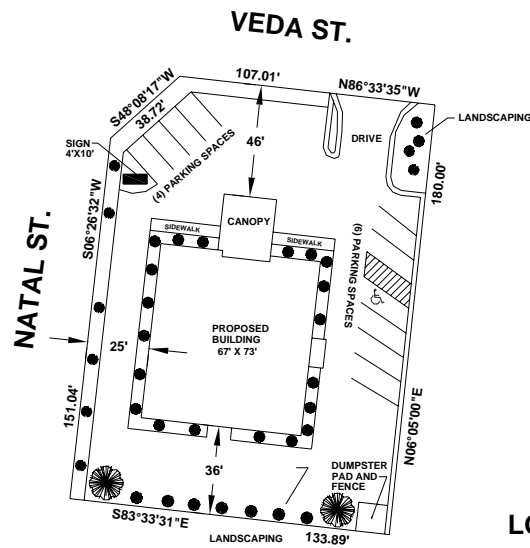 VEDA ST.
107.01'
N86°33'35"W
S48°08'17"W
38.72'
LANDSCAPING
DRIVE
SIGN
4'X10'
46'
(4) PARKING SPACES
180.00'
S06°26'32"W
CANOPY
SIDEWALK
SIDEWALK
(6) PARKING SPACES
NATAL ST.
PROPOSED
BUILDING
67' X 73'
25'
151.04'
N06°05'00"E
36'
DUMPSTER
PAD AND
FENCE
S83°33'31"E
LANDSCAPING
133.89'
LO